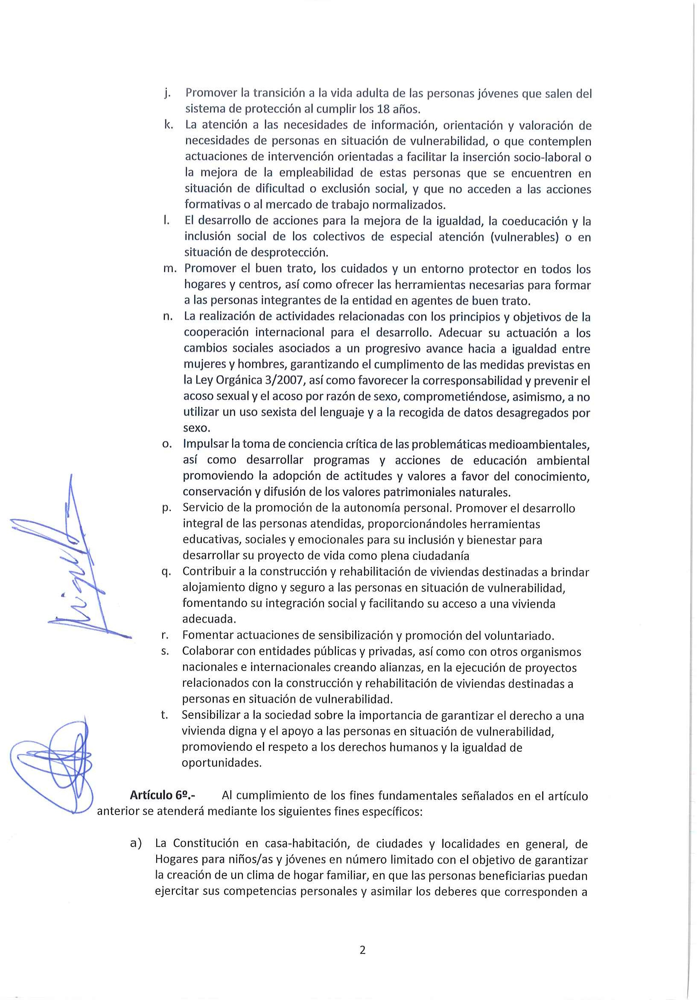 j. Promover la transición a la vida adulta de las personas jóvenes que salen del
sistema de protección al cumplir los 18 años.
k. La atención a las necesidades de información, orientación y valoración de
necesidades de personas en situación de vulnerabilidad, o que contemplen
actuaciones de intervención orientadas a facilitar la inserción socio-laboral o
la mejora de la empleabilidad de estas personas que se encuentren en
situación de dificultad o exclusión social, y que no acceden a las acciones
formativas o al mercado de trabajo normalizados.
l. El desarrollo de acciones para la mejora de la igualdad, la coeducación y la
inclusión social de los colectivos de especial atención (vulnerables) o en
situación de desprotección.
m. Promover el buen trato, los cuidados y un entorno protector en todos los
hogares y centros, así como ofrecer las herramientas necesarias para formar
a las personas integrantes de la entidad en agentes de buen trato.
n. La realización de actividades relacionadas con los principios y objetivos de la
cooperación internacional para el desarrollo. Adecuar su actuación a los
cambios sociales asociados a un progresivo avance hacia a igualdad entre
mujeres y hombres, garantizando el cumplimento de las medidas previstas en
la Ley Orgánica 3/2007, así como favorecer la corresponsabilidad y prevenir el
acoso sexual y el acoso por razón de sexo, comprometiéndose, asimismo, a no
utilizar un uso sexista del lenguaje y a la recogida de datos desagregados por
sexo.
o. Impulsar la toma de conciencia crítica de las problemáticas medioambientales,
así como desarrollar programas y acciones de educación ambiental
promoviendo la adopción de actitudes y valores a favor del conocimiento,
conservación y difusión de los valores patrimoniales naturales.
p. Servicio de la promoción de la autonomía personal. Promover el desarrollo
integral de las personas atendidas, proporcionándoles herramientas
educativas, sociales y emocionales para su inclusión y bienestar para
desarrollar su proyecto de vida como plena ciudadanía
q. Contribuir a la construcción y rehabilitación de viviendas destinadas a brindar
alojamiento digno y seguro a las personas en situación de vulnerabilidad,
fomentando su integración social y facilitando su acceso a una vivienda
adecuada.
r. Fomentar actuaciones de sensibilización y promoción del voluntariado.
s. Colaborar con entidades públicas y privadas, así como con otros organismos
nacionales e internacionales creando alianzas, en la ejecución de proyectos
relacionados con la construcción y rehabilitación de viviendas destinadas a
personas en situación de vulnerabilidad.
t. Sensibilizar a la sociedad sobre la importancia de garantizar el derecho a una
vivienda digna y el apoyo a las personas en situación de vulnerabilidad,
promoviendo el respeto a los derechos humanos y la igualdad de
oportunidades.
Artículo 6º.- Al cumplimiento de los fines fundamentales señalados en el artículo
anterior se atenderá mediante los siguientes fines específicos:
a) La Constitución en casa-habitación, de ciudades y localidades en general, de
Hogares para niños/as y jóvenes en número limitado con el objetivo de garantizar
la creación de un clima de hogar familiar, en que las personas beneficiarias puedan
ejercitar sus competencias personales y asimilar los deberes que corresponden a
2